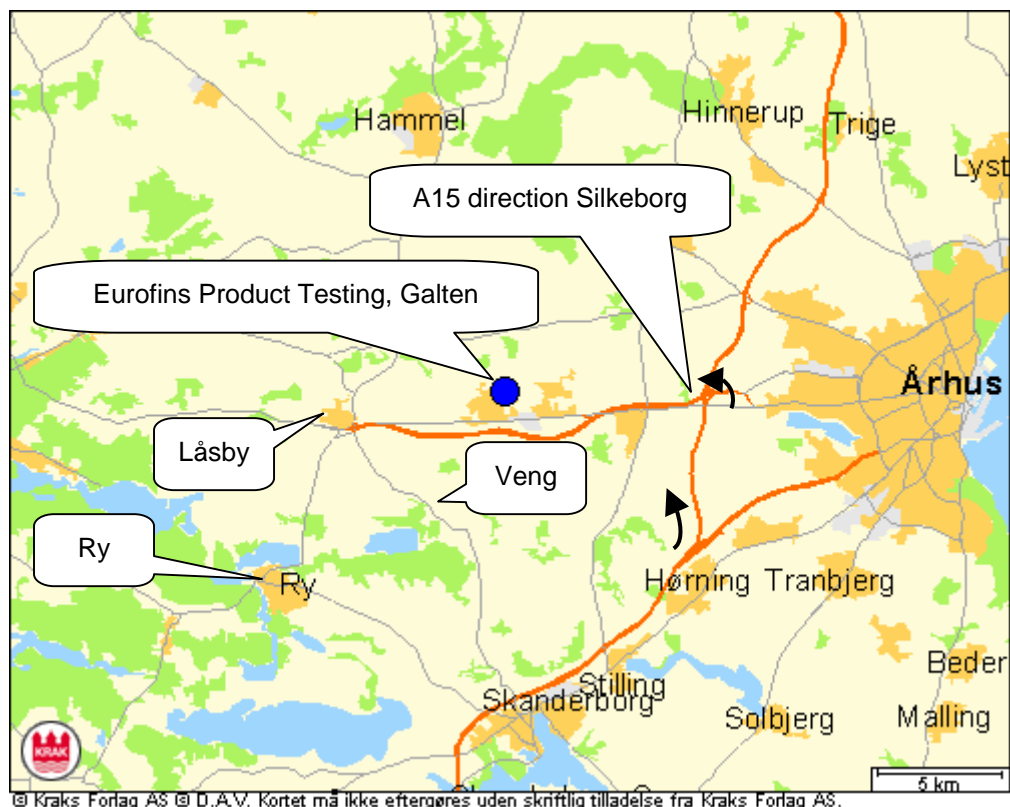 Hammel
Hinnerup
Trige
Lyst
A15 direction Silkeborg
Eurofins Product Testing, Galten
Århus
Låsby
Veng
Ry
Ry
Hørning
Tranbjerg
Beder
Stilling
Skanderborg
Solbjerg
Malling
KRAK
5 km
© Kraks Forlag AS © D.A.V. Kortet må ikke eftergøres uden skriftlig tilladelse fra Kraks Forlag AS.